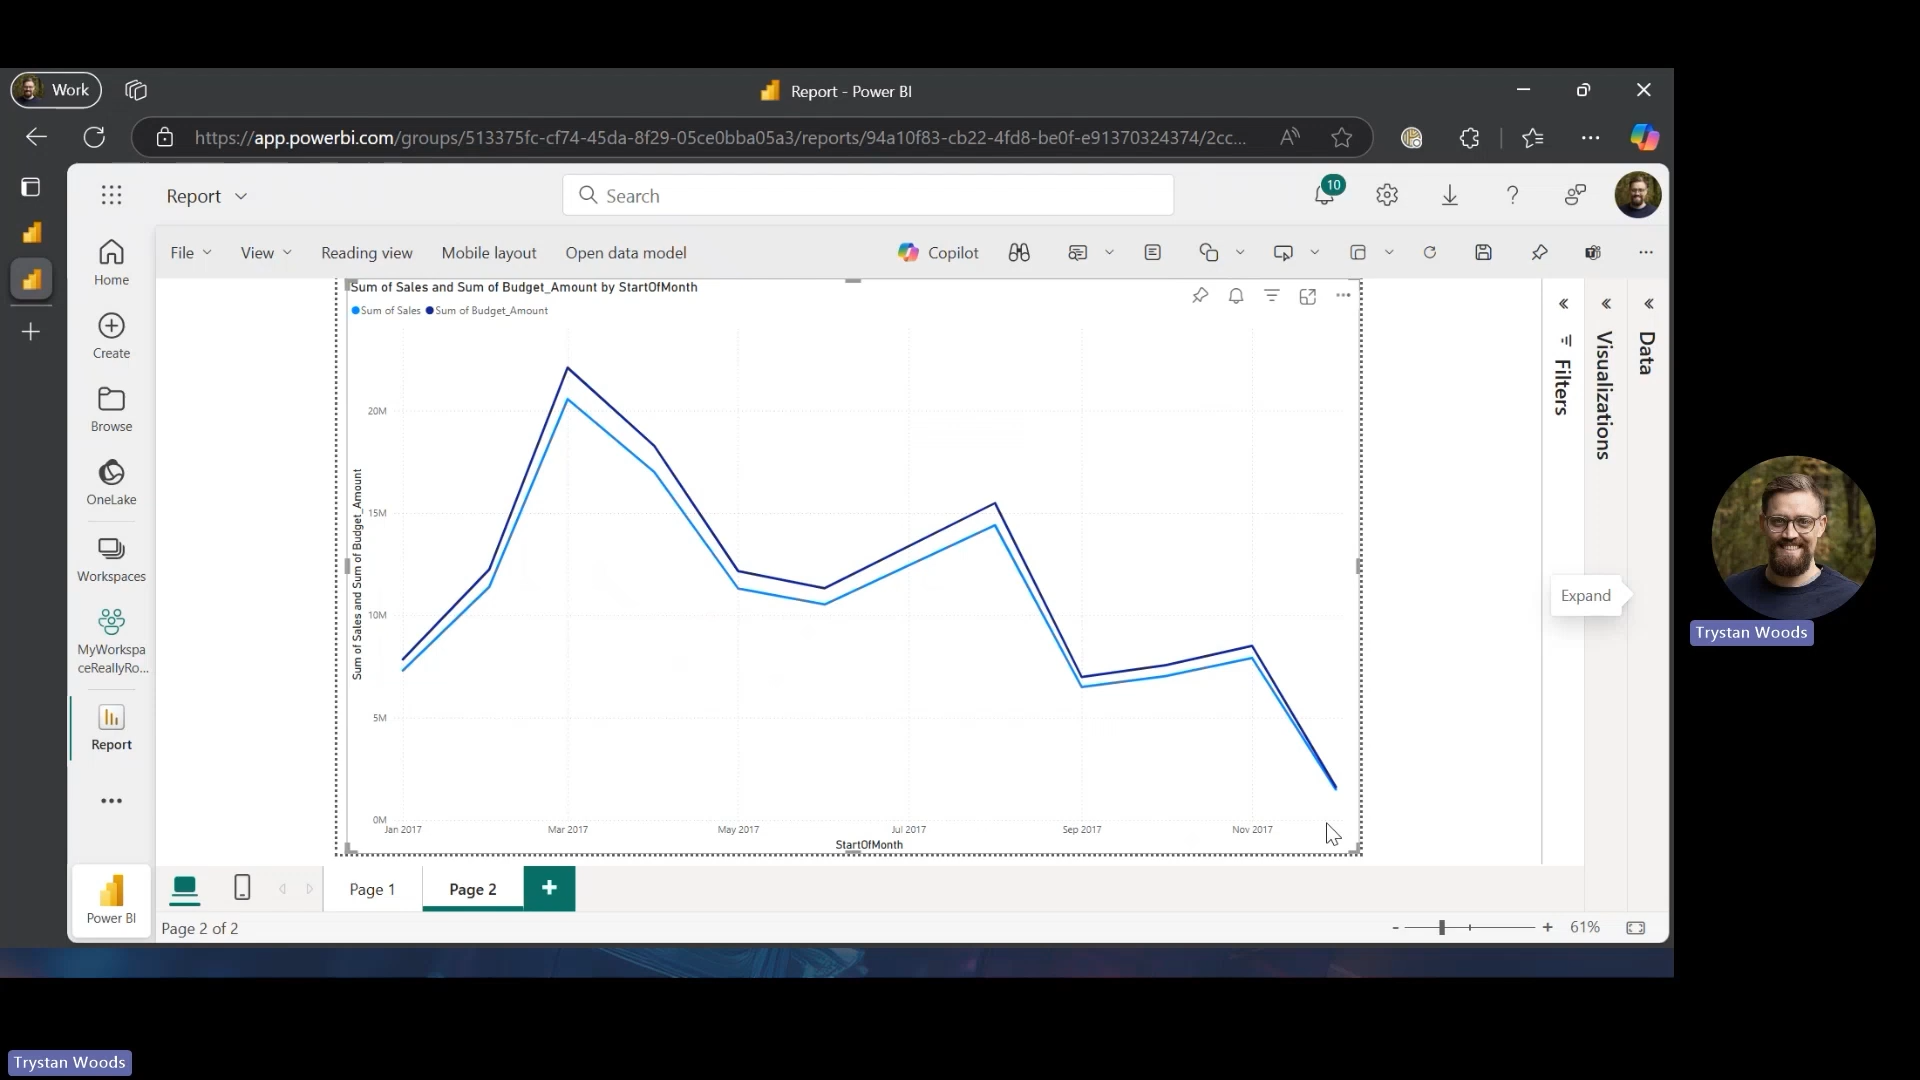 Work
Report - Power BI
https://app.powerbi.com/groups/513375fc-cf74-45da-8f29-05ce0bba05a3/reports/94a10f83-cb22-4fd8-be0f-e91370324374/2cc...
Report
Search
10
File
View
Reading view
Mobile layout
Open data model
Copilot
Home
Create
Browse
OneLake
Workspaces
MyWorkspa
ceReallyRo...
Report
Power BI
Sum of Sales and Sum of Budget_Amount by StartOfMonth
Sum of Sales
Sum of Budget_Amount
Sum of Sales and Sum of Budget_Amount
20M
15M
10M
5M
0M
Jan 2017
Mar 2017
May 2017
Jul 2017
Sep 2017
Nov 2017
StartOfMonth
Filters
Visualizations
Data
Expand
Trystan Woods
Page 1
Page 2
Page 2 of 2
61%
Trystan Woods